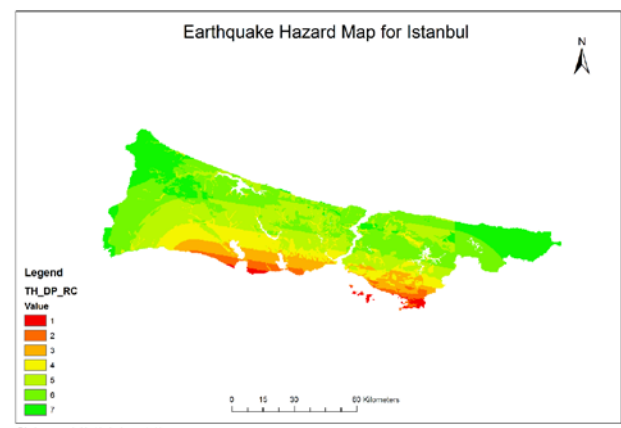 Earthquake Hazard Map for Istanbul
N
Legend
TH_DP_RC
Value
1
2
3
4
5
6
7
0 15 30 60 Kilometers